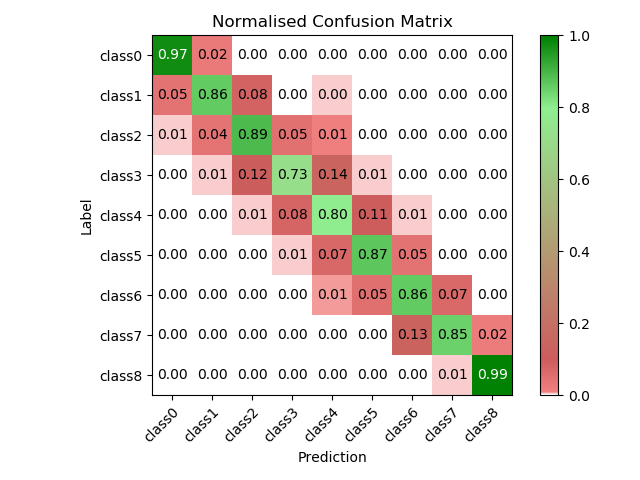 Normalised Confusion Matrix
class0 0.97 0.02 0.00 0.00 0.00 0.00 0.00 0.00 0.00
class1 0.05 0.86 0.08 0.00 0.00 0.00 0.00 0.00 0.00
class2 0.01 0.04 0.89 0.05 0.01 0.00 0.00 0.00 0.00
class3 0.00 0.01 0.12 0.73 0.14 0.01 0.00 0.00 0.00
class4 0.00 0.00 0.01 0.08 0.80 0.11 0.01 0.00 0.00
class5 0.00 0.00 0.00 0.01 0.07 0.87 0.05 0.00 0.00
class6 0.00 0.00 0.00 0.00 0.01 0.05 0.86 0.07 0.00
class7 0.00 0.00 0.00 0.00 0.00 0.00 0.13 0.85 0.02
class8 0.00 0.00 0.00 0.00 0.00 0.00 0.00 0.01 0.99
class0 class1 class2 class3 class4 class5 class6 class7 class8
Prediction
Label
1.0
0.8
0.6
0.4
0.2
0.0